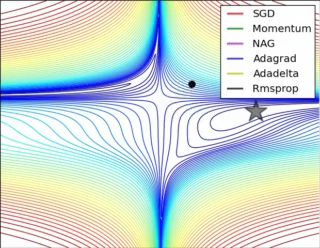 SGD
Momentum
NAG
Adagrad
Adadelta
Rmsprop